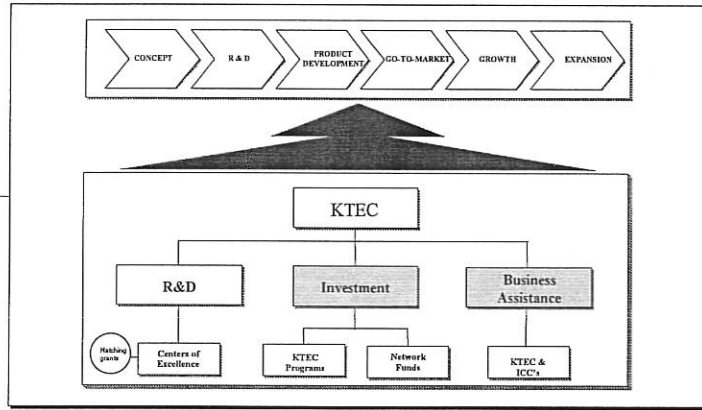 CONCEPT
R & D
PRODUCT
DEVELOPMENT
GO-TO-MARKET
GROWTH
EXPANSION
KTEC
R&D
Investment
Business
Assistance
Matching
grants
Centers of
Excellence
KTEC
Programs
Network
Funds
KTEC &
ICC's